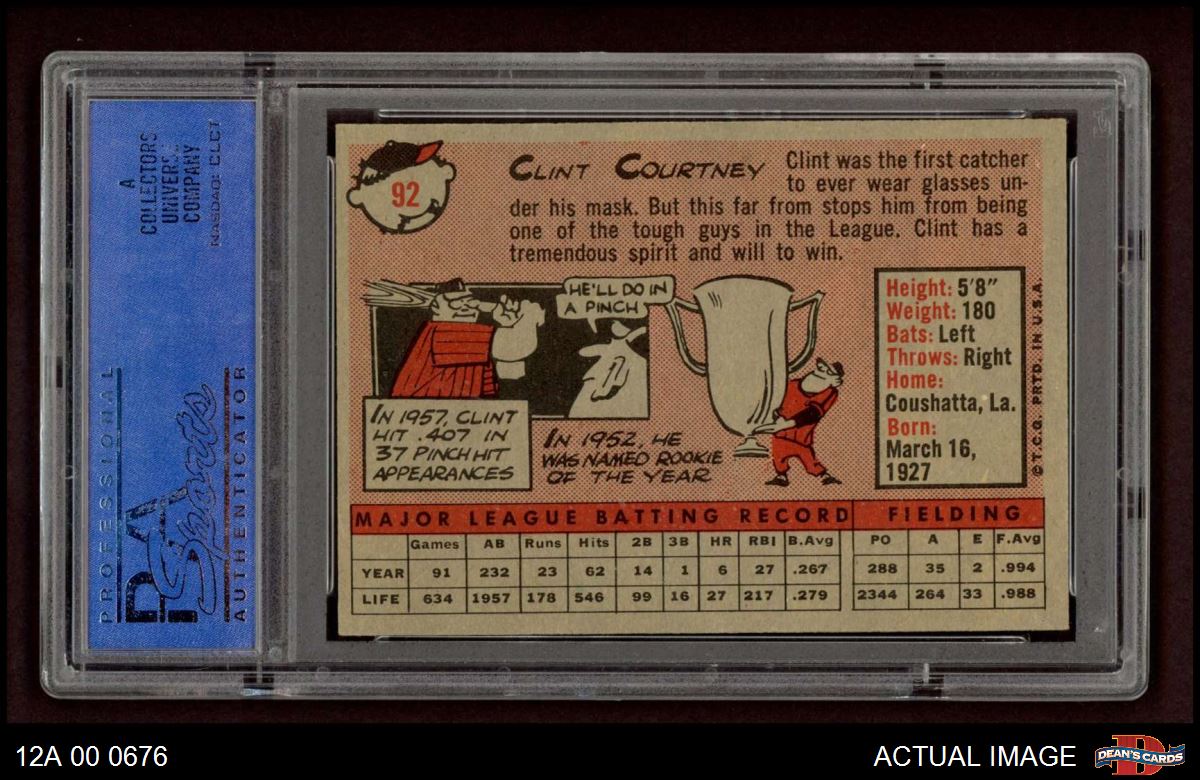 A
COLLECTORS
UNIVERSE
COMPANY
NASDAQ: CLCT
PROFESSIONAL
PSA
Sports
AUTHENTICATOR
92
CLINT COURTNEY
Clint was the first catcher
to ever wear glasses un-
der his mask. But this far from stops him from being
one of the tough guys in the League. Clint has a
tremendous spirit and will to win.
HE'LL DO IN
A PINCH
IN 1957, CLINT
HIT .407 IN
37 PINCH HIT
APPEARANCES
IN 1952, HE
WAS NAMED ROOKIE
OF THE YEAR
Height: 5'8"
Weight: 180
Bats: Left
Throws: Right
Home:
Coushatta, La.
Born:
March 16,
1927
©T.C.G. PRTD. IN U.S.A.
MAJOR LEAGUE BATTING RECORD FIELDING
Games AB Runs Hits 2B 3B HR RBI B.Avg PO A E F.Avg
YEAR 91 232 23 62 14 1 6 27 .267 288 35 2 .994
LIFE 634 1957 178 546 99 16 27 217 .279 2344 264 33 .988
12A 00 0676
ACTUAL IMAGE
D
DEAN'S CARDS